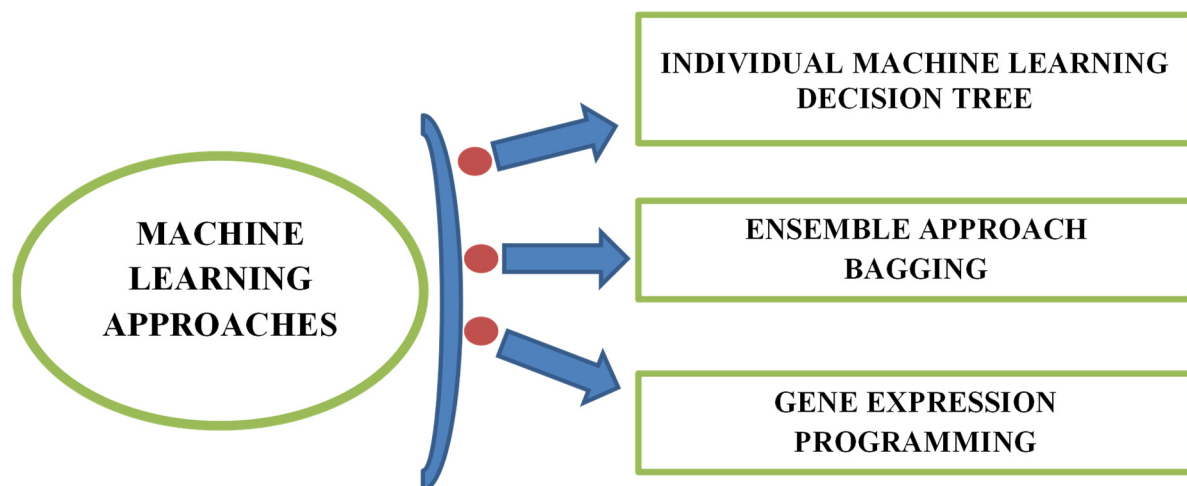 MACHINE
LEARNING
APPROACHES
INDIVIDUAL MACHINE LEARNING
DECISION TREE
ENSEMBLE APPROACH
BAGGING
GENE EXPRESSION
PROGRAMMING